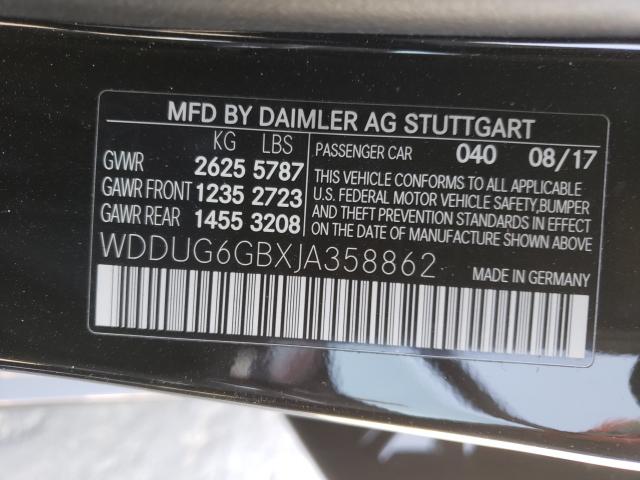 MFD BY DAIMLER AG STUTTGART
KG LBS
GVWR 2625 5787
GAWR FRONT 1235 2723
GAWR REAR 1455 3208
PASSENGER CAR 040 08/17
THIS VEHICLE CONFORMS TO ALL APPLICABLE
U.S. FEDERAL MOTOR VEHICLE SAFETY, BUMPER
AND THEFT PREVENTION STANDARDS IN EFFECT
ON THE DATE OF MANUFACTURE SHOWN ABOVE
WDDUG6GBXJA358862
MADE IN GERMANY